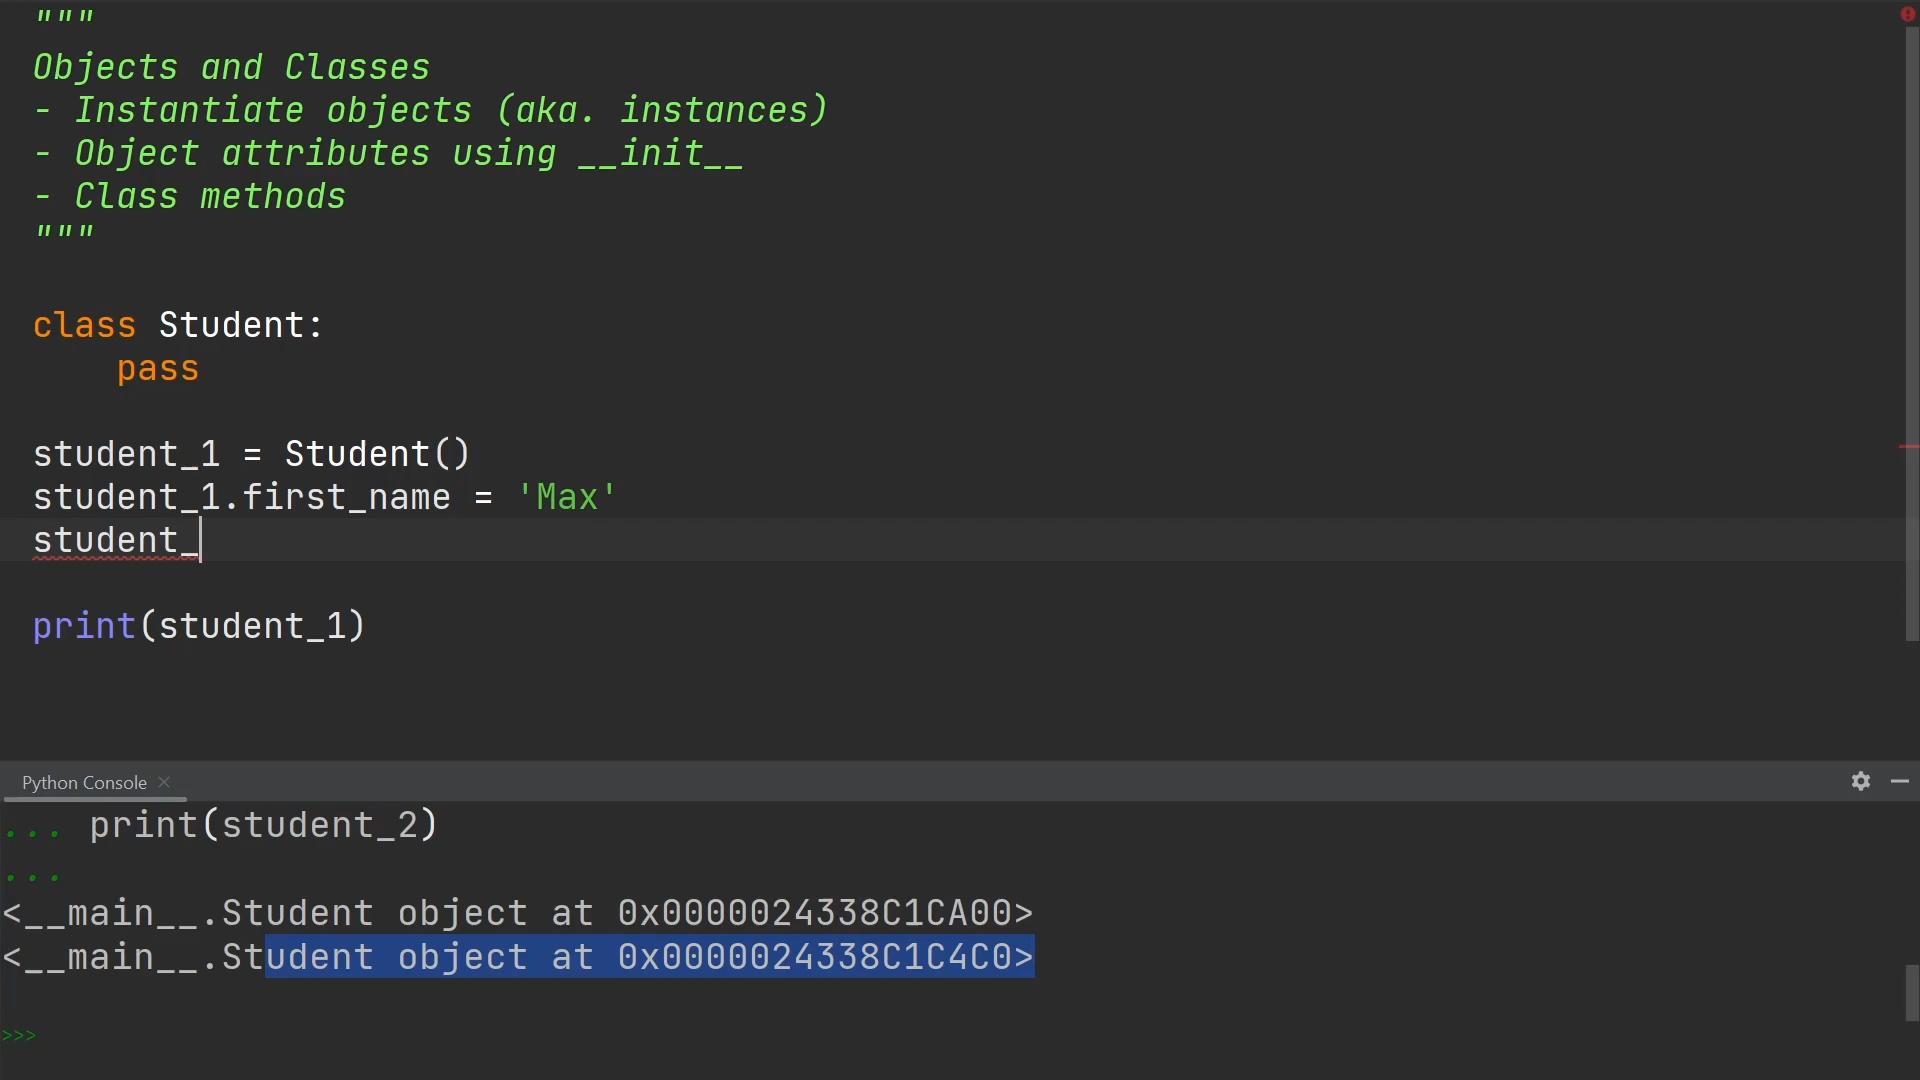 """
Objects and Classes
- Instantiate objects (aka. instances)
- Object attributes using __init__
- Class methods
"""
class Student:
    pass
student_1 = Student()
student_1.first_name = 'Max'
student_
print(student_1)
Python Console
... print(student_2)
...
<__main__.Student object at 0x0000024338C1CA00>
<__main__.Student object at 0x0000024338C1C4C0>
>>>